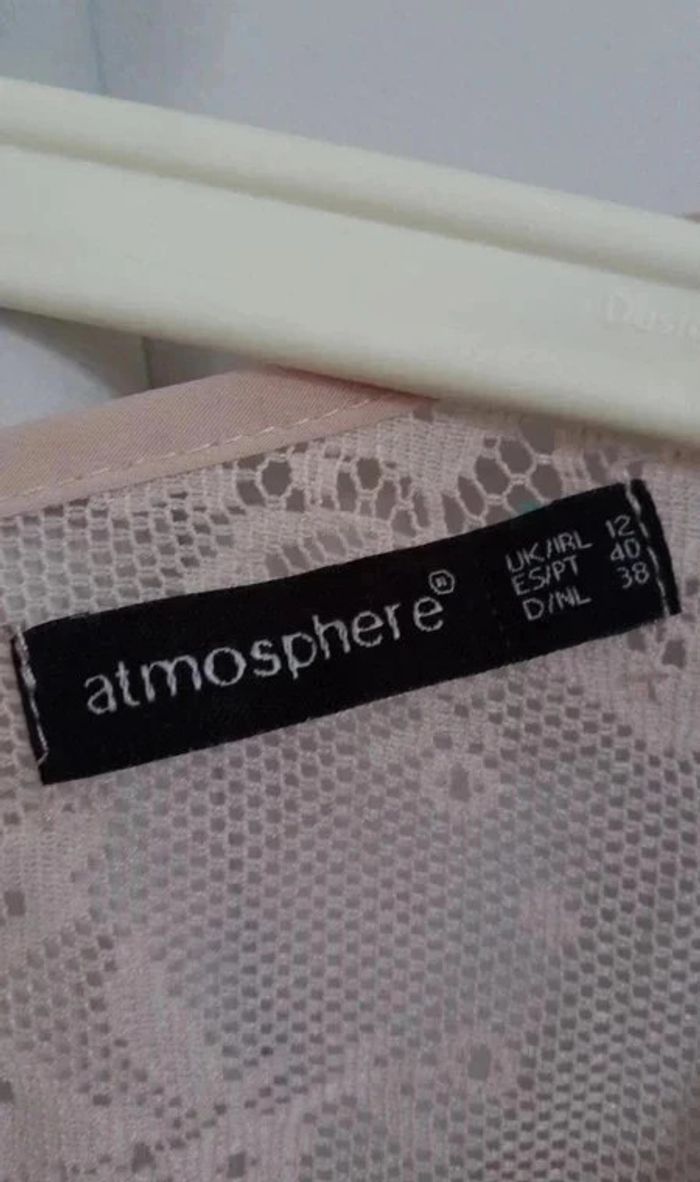 atmosphere®
UK/IRL 12
ES/PT 40
D/NL 38